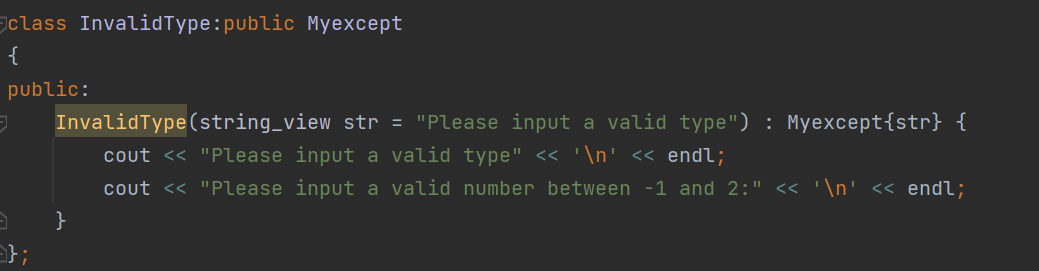 class InvalidType:public Myexcept
{
public:
    InvalidType(string_view str = "Please input a valid type") : Myexcept{str} {
        cout << "Please input a valid type" << '\n' << endl;
        cout << "Please input a valid number between -1 and 2:" << '\n' << endl;
    }
};